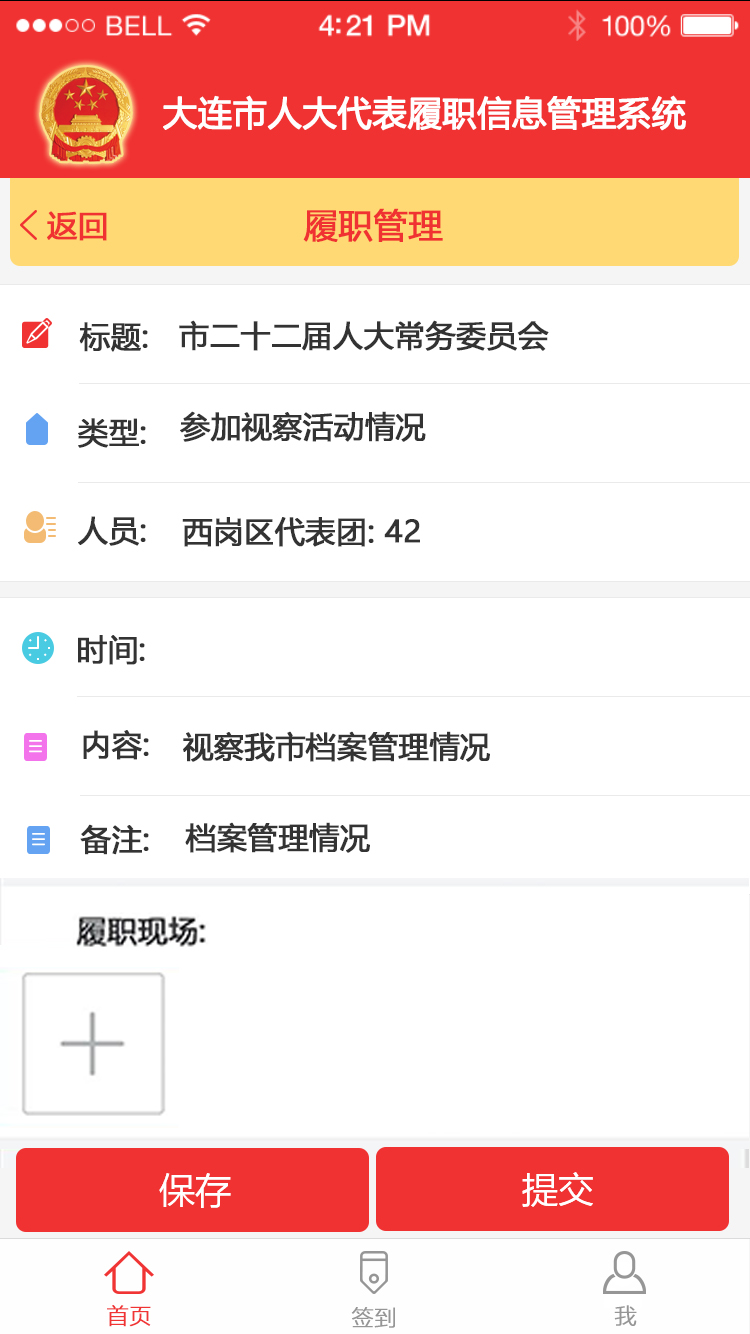 BELL 4:21 PM 100%
大连市人大代表履职信息管理系统
返回 履职管理
标题: 市二十二届人大常务委员会
类型: 参加视察活动情况
人员: 西岗区代表团: 42
时间:
内容: 视察我市档案管理情况
备注: 档案管理情况
履职现场:
保存 提交
首页 签到 我